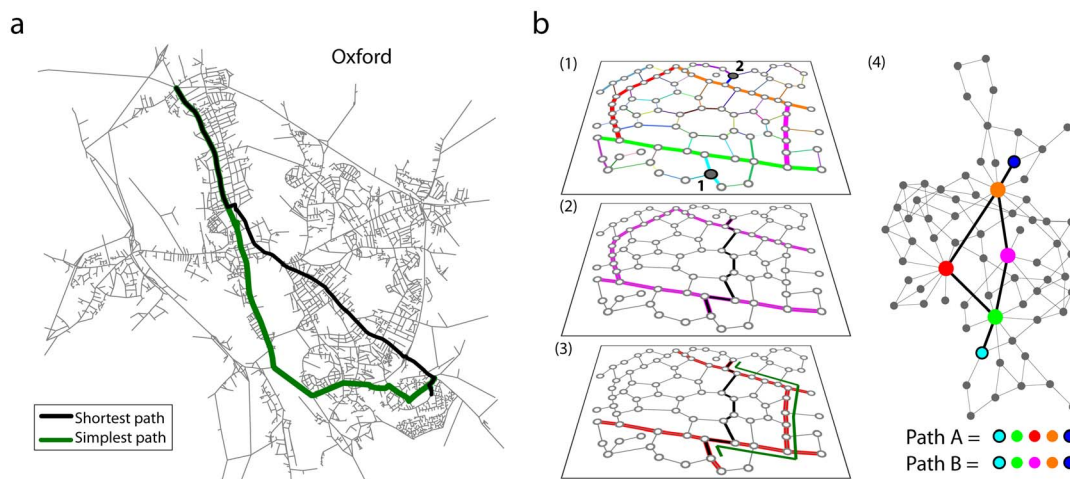 a
Oxford
Shortest path
Simplest path
b
(1)
2
1
(2)
(3)
(4)
Path A =
Path B =